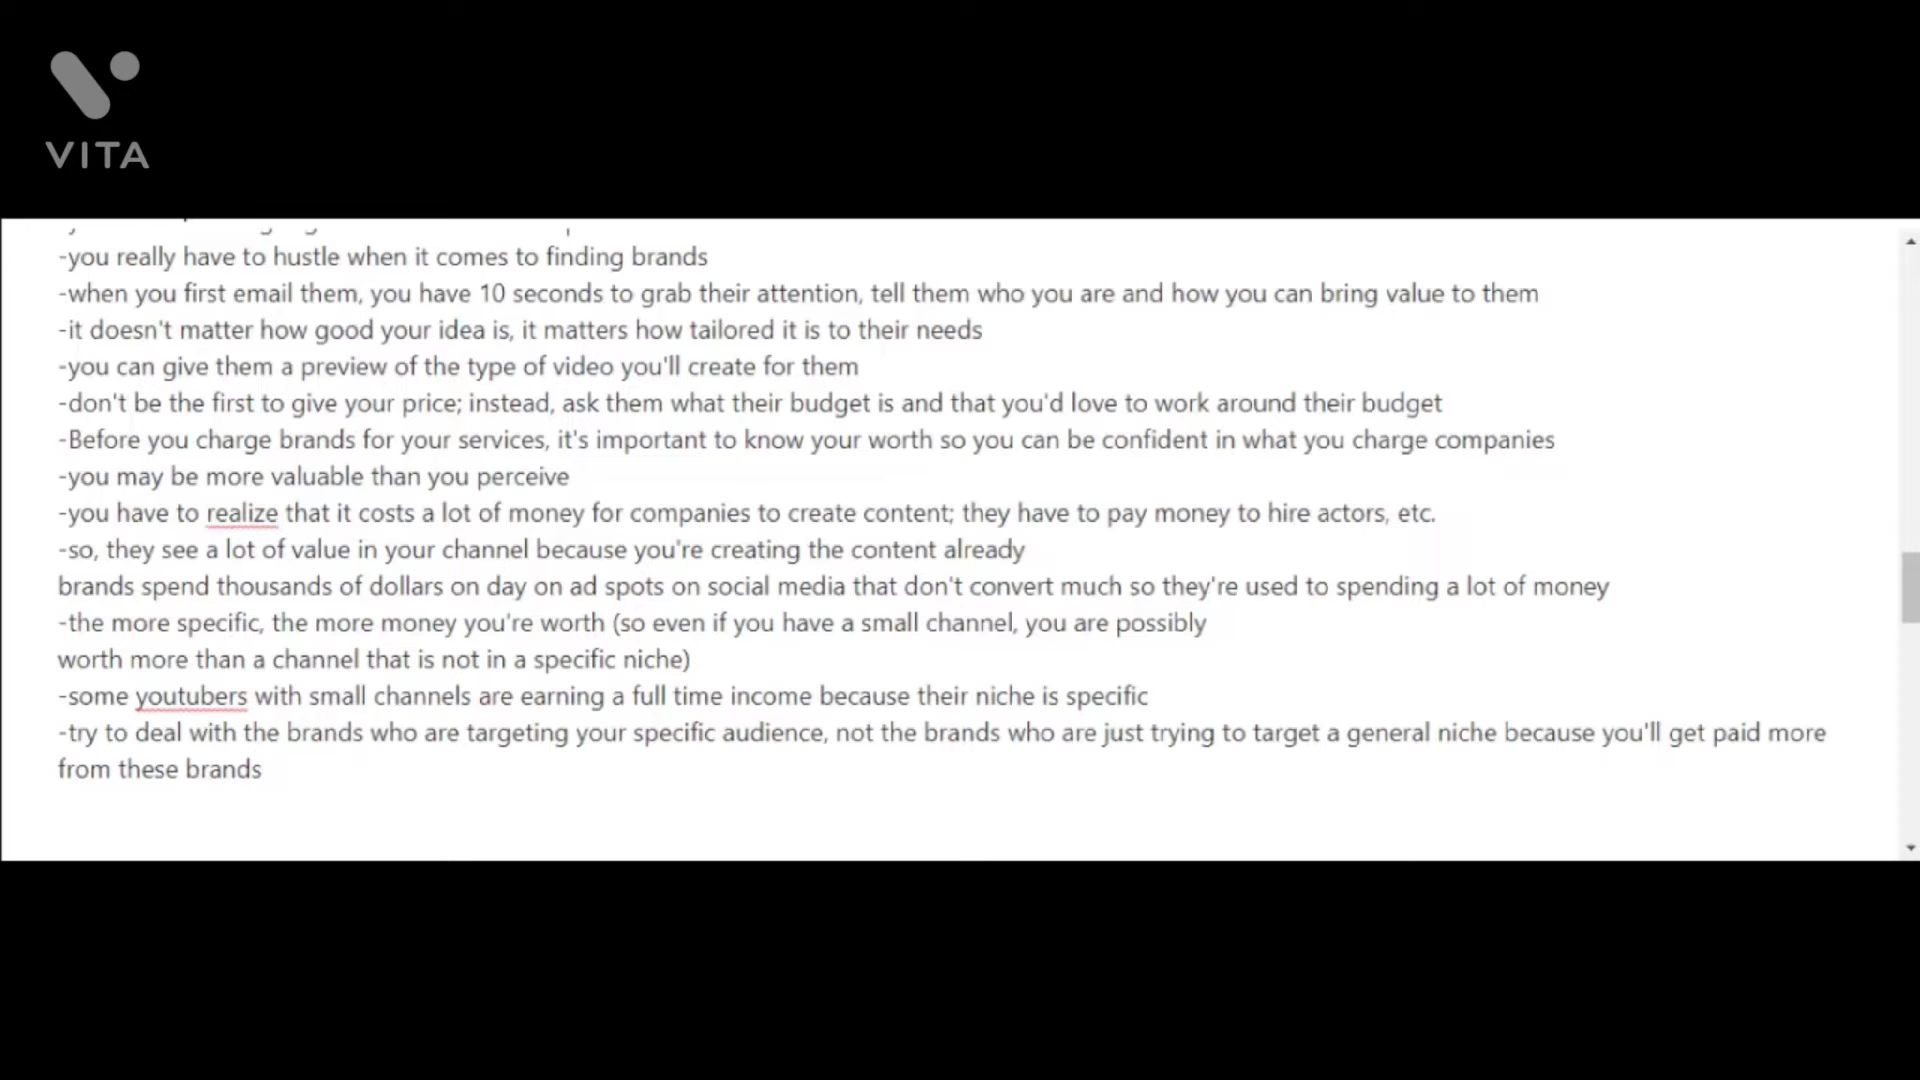 VITA
-you really have to hustle when it comes to finding brands
-when you first email them, you have 10 seconds to grab their attention, tell them who you are and how you can bring value to them
-it doesn't matter how good your idea is, it matters how tailored it is to their needs
-you can give them a preview of the type of video you'll create for them
-don't be the first to give your price; instead, ask them what their budget is and that you'd love to work around their budget
-Before you charge brands for your services, it's important to know your worth so you can be confident in what you charge companies
-you may be more valuable than you perceive
-you have to realize that it costs a lot of money for companies to create content; they have to pay money to hire actors, etc.
-so, they see a lot of value in your channel because you're creating the content already
brands spend thousands of dollars on day on ad spots on social media that don't convert much so they're used to spending a lot of money
-the more specific, the more money you're worth (so even if you have a small channel, you are possibly
worth more than a channel that is not in a specific niche)
-some youtubers with small channels are earning a full time income because their niche is specific
-try to deal with the brands who are targeting your specific audience, not the brands who are just trying to target a general niche because you'll get paid more
from these brands